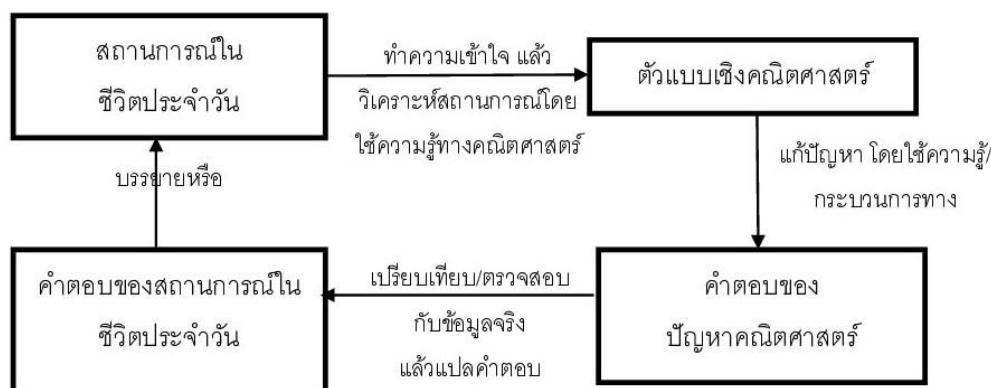 สถานการณ์ใน
ชีวิตประจำวัน
ทำความเข้าใจ แล้ว
วิเคราะห์สถานการณ์โดย
ใช้ความรู้ทางคณิตศาสตร์
ตัวแบบเชิงคณิตศาสตร์
แก้ปัญหา โดยใช้ความรู้/
กระบวนการทาง
คำตอบของ
ปัญหาคณิตศาสตร์
เปรียบเทียบ/ตรวจสอบ
กับข้อมูลจริง
แล้วแปลคำตอบ
คำตอบของสถานการณ์ใน
ชีวิตประจำวัน
บรรยายหรือ